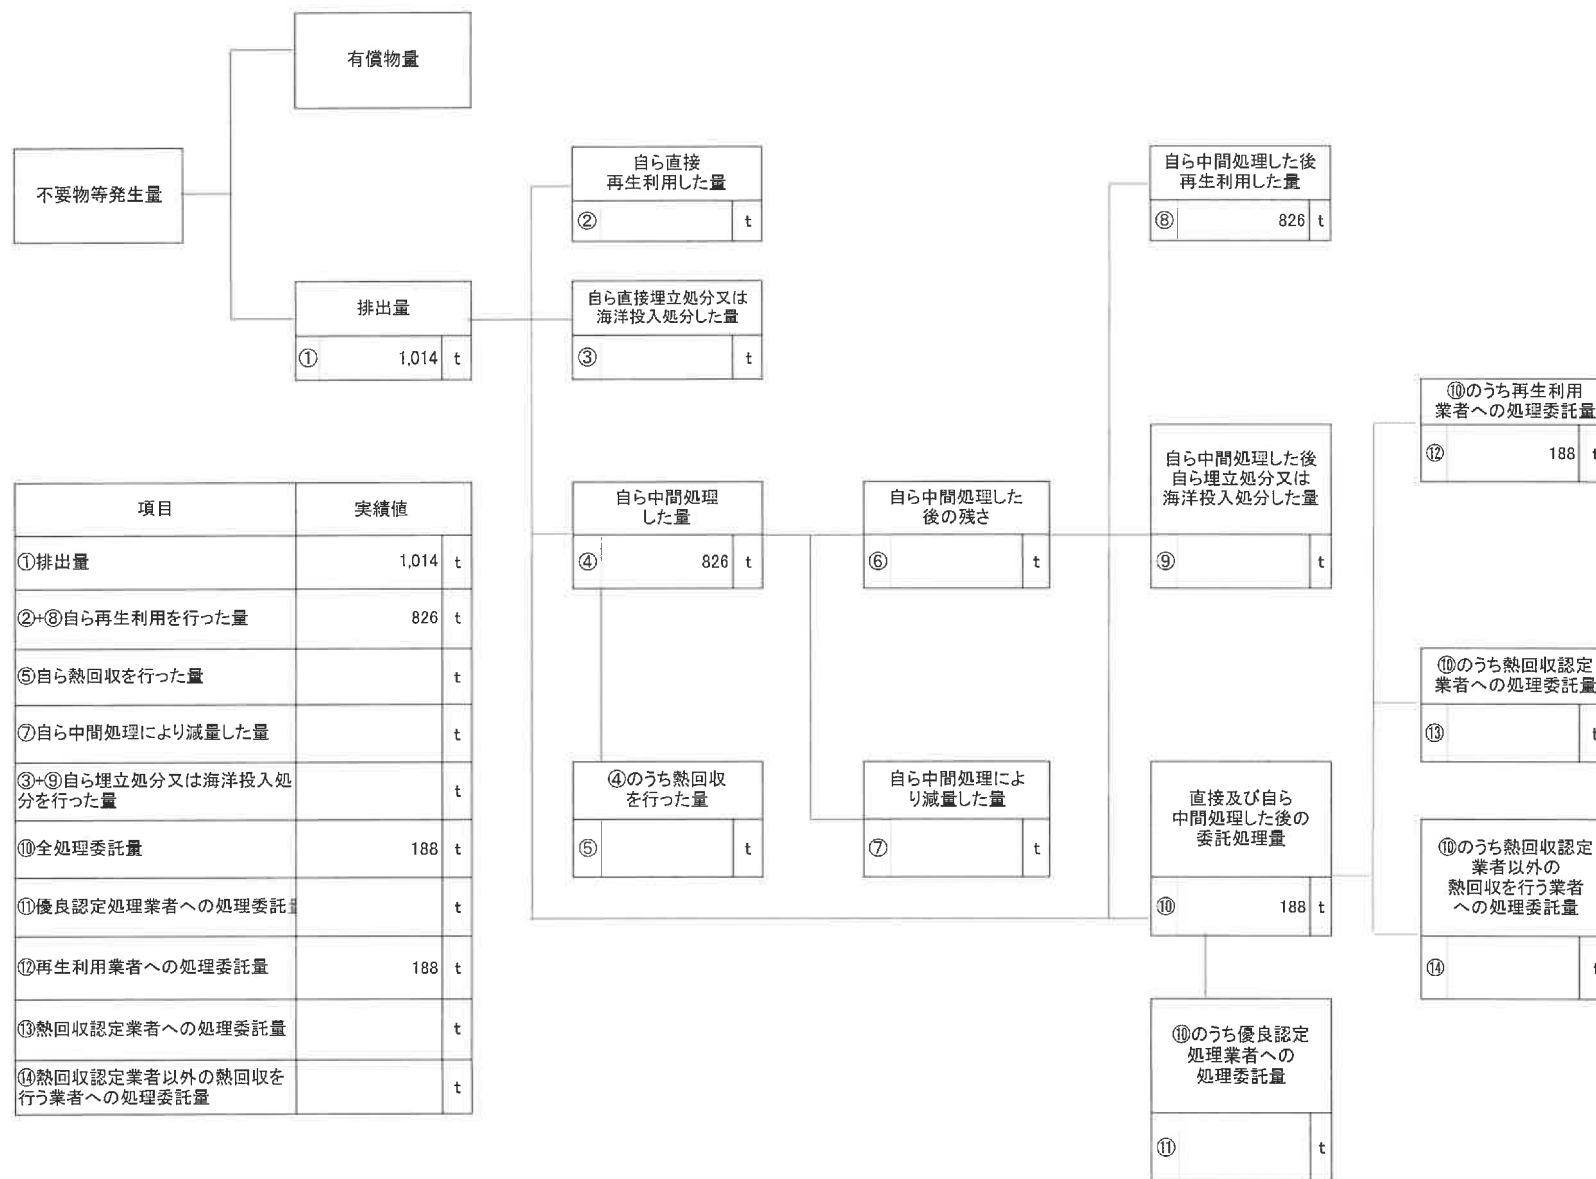 有償物量
不要物等発生量
排出量
① 1,014 t
自ら直接
再生利用した量
② t
自ら直接埋立処分又は
海洋投入処分した量
③ t
自ら中間処理
した量
④ 826 t
④のうち熱回収
を行った量
⑤ t
自ら中間処理した
後の残さ
⑥ t
自ら中間処理によ
り減量した量
⑦ t
自ら中間処理した後
再生利用した量
⑧ 826 t
自ら中間処理した後
自ら埋立処分又は
海洋投入処分した量
⑨ t
直接及び自ら
中間処理した後の
委託処理量
⑩ 188 t
⑩のうち優良認定
処理業者への
処理委託量
⑪ t
⑩のうち再生利用
業者への処理委託量
⑫ 188 t
⑩のうち熱回収認定
業者への処理委託量
⑬ t
⑩のうち熱回収認定
業者以外の
熱回収を行う業者
への処理委託量
⑭ t
項目 実績値
①排出量 1,014 t
②+⑧自ら再生利用を行った量 826 t
⑤自ら熱回収を行った量 t
⑦自ら中間処理により減量した量 t
③+⑨自ら埋立処分又は海洋投入処
分を行った量 t
⑩全処理委託量 188 t
⑪優良認定処理業者への処理委託量 t
⑫再生利用業者への処理委託量 188 t
⑬熱回収認定業者への処理委託量 t
⑭熱回収認定業者以外の熱回収を
行う業者への処理委託量 t